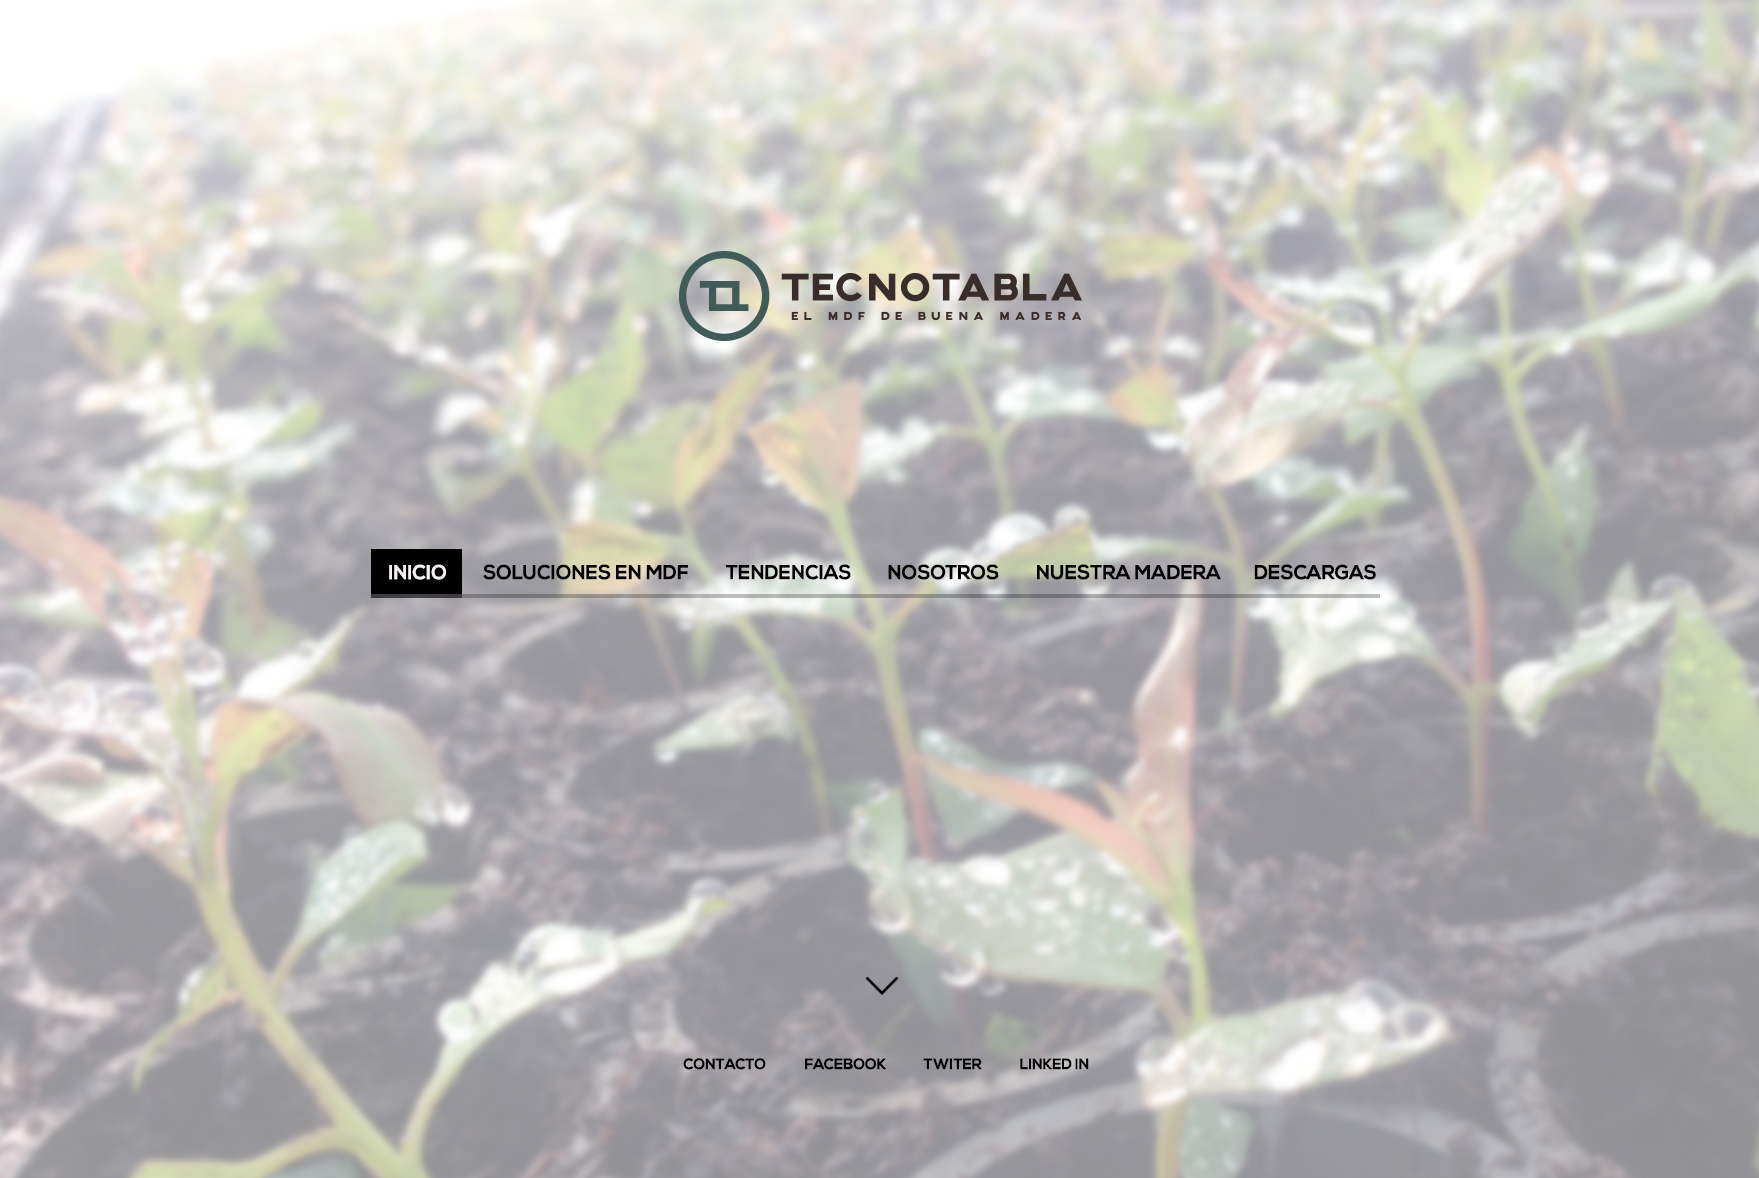 TECNOTABLA
EL MDF DE BUENA MADERA
INICIO SOLUCIONES EN MDF TENDENCIAS NOSOTROS NUESTRA MADERA DESCARGAS
CONTACTO FACEBOOK TWITER LINKED IN